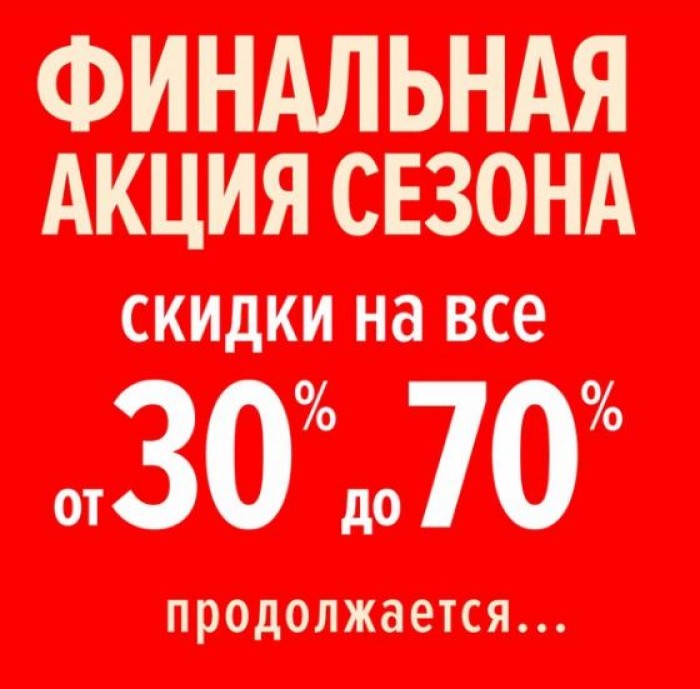 ФИНАЛЬНАЯ
АКЦИЯ СЕЗОНА
скидки на все
от 30% до 70%
продолжается...